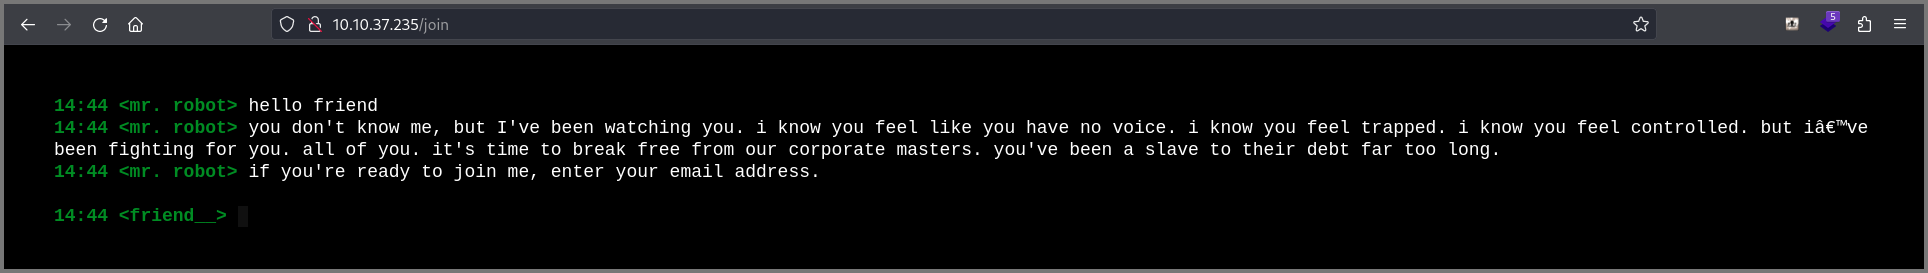 10.10.37.235/join
5
14:44 <mr. robot> hello friend
14:44 <mr. robot> you don't know me, but I've been watching you. i know you feel like you have no voice. i know you feel trapped. i know you feel controlled. but iâ€™ve
been fighting for you. all of you. it's time to break free from our corporate masters. you've been a slave to their debt far too long.
14:44 <mr. robot> if you're ready to join me, enter your email address.
14:44 <friend__>